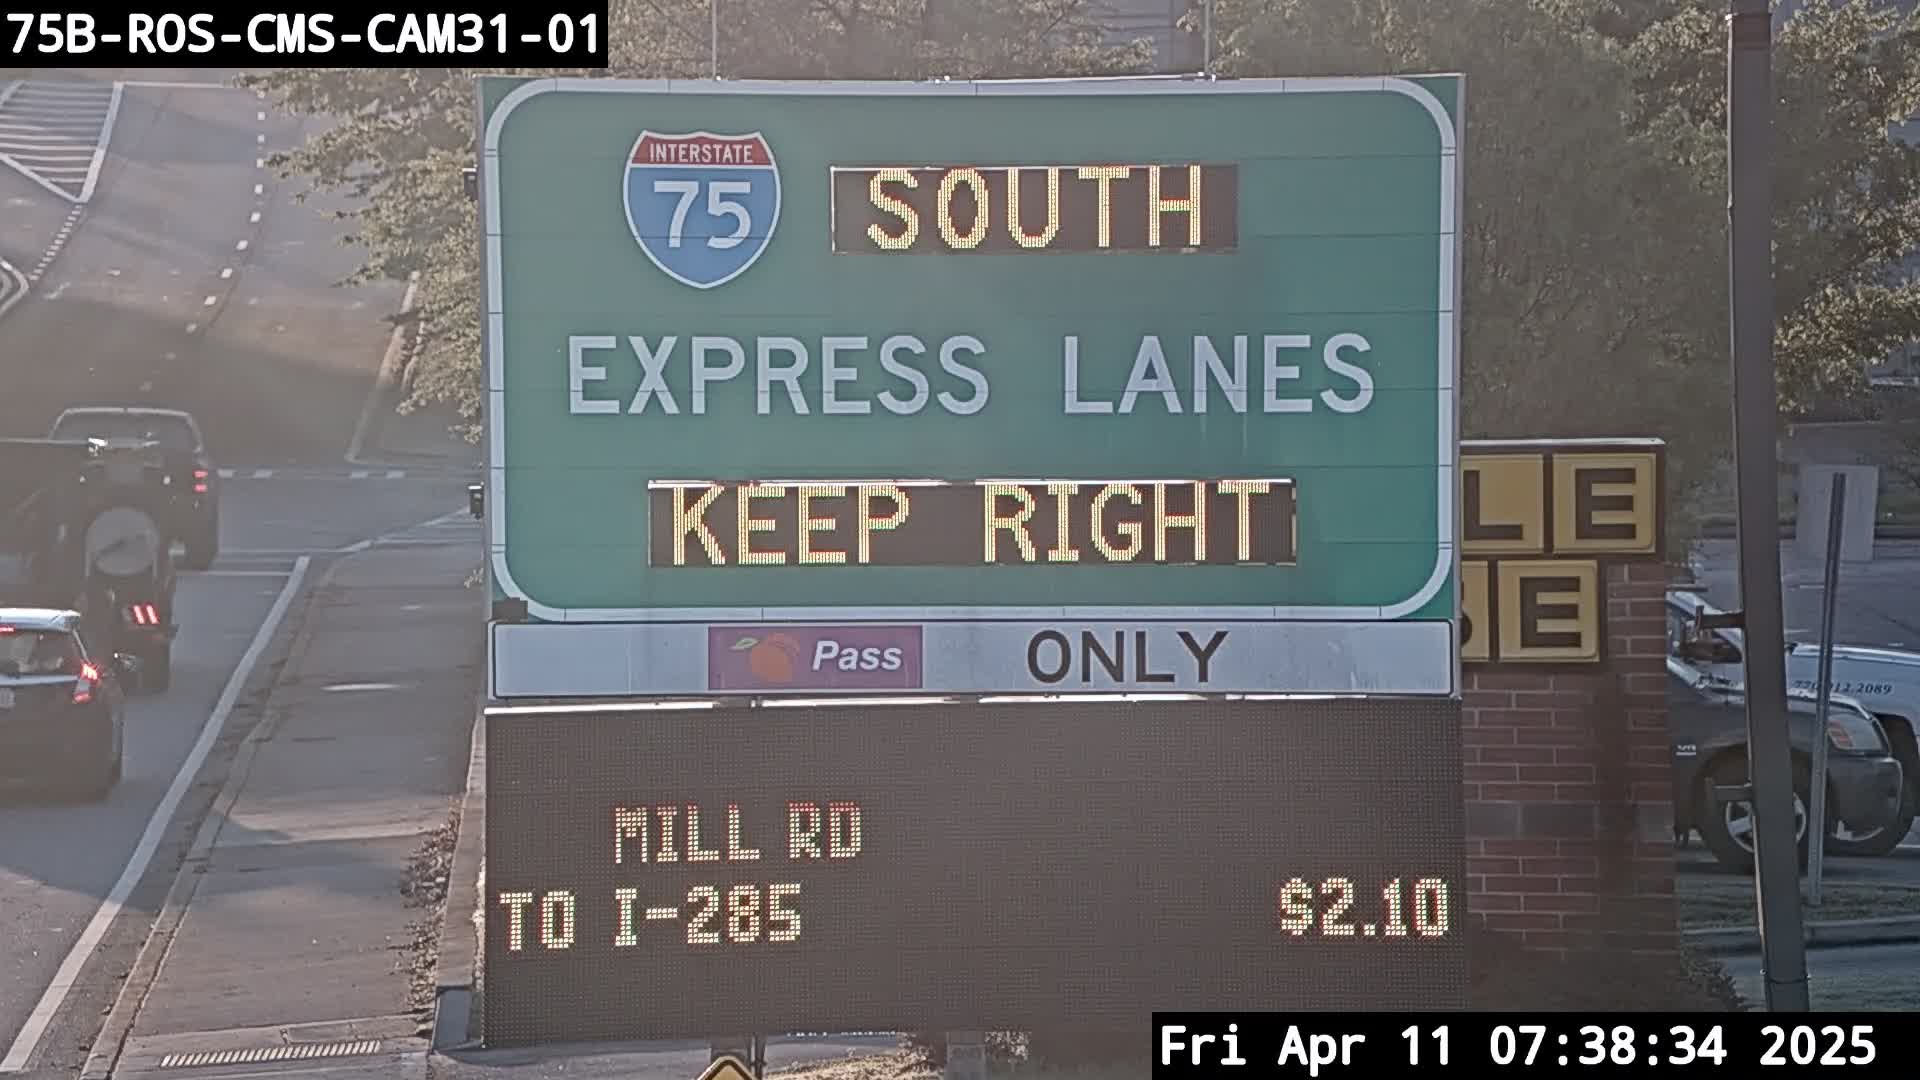 75B-ROS-CMS-CAM31-01
INTERSTATE
75
SOUTH
EXPRESS LANES
KEEP RIGHT
Pass ONLY
MILL RD
TO I-285 $2.10
LE
E
Fri Apr 11 07:38:34 2025